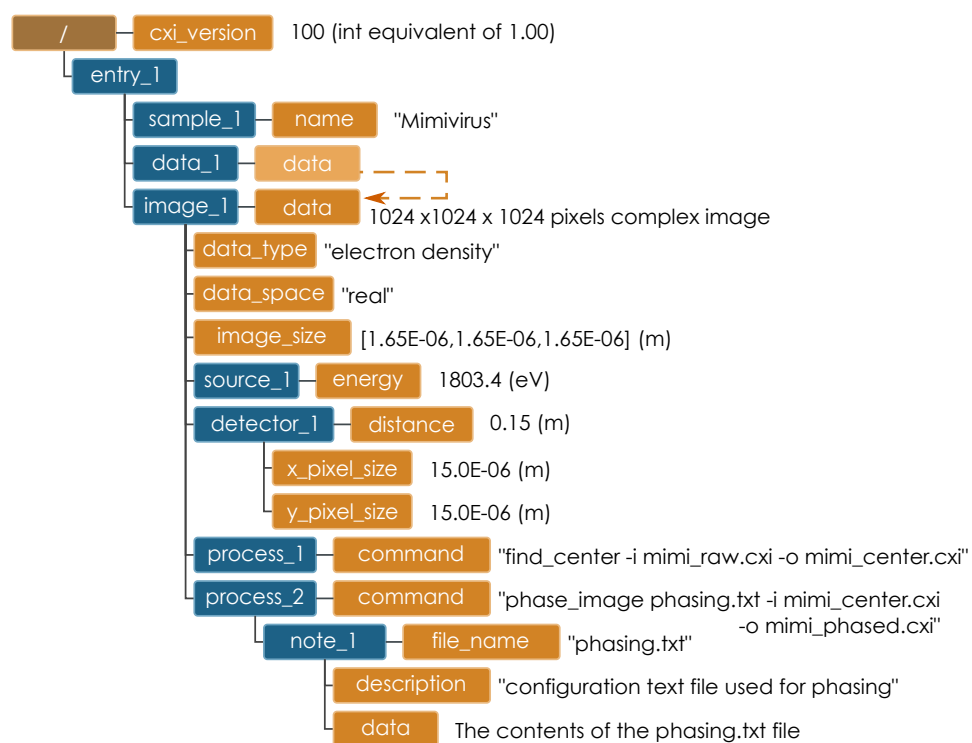 / cxi_version 100 (int equivalent of 1.00)
entry_1
sample_1 name "Mimivirus"
data_1 data
image_1 data 1024 x1024 x 1024 pixels complex image
data_type "electron density"
data_space "real"
image_size [1.65E-06,1.65E-06,1.65E-06] (m)
source_1 energy 1803.4 (eV)
detector_1 distance 0.15 (m)
x_pixel_size 15.0E-06 (m)
y_pixel_size 15.0E-06 (m)
process_1 command "find_center -i mimi_raw.cxi -o mimi_center.cxi"
process_2 command "phase_image phasing.txt -i mimi_center.cxi
-o mimi_phased.cxi"
note_1 file_name "phasing.txt"
description "configuration text file used for phasing"
data The contents of the phasing.txt file